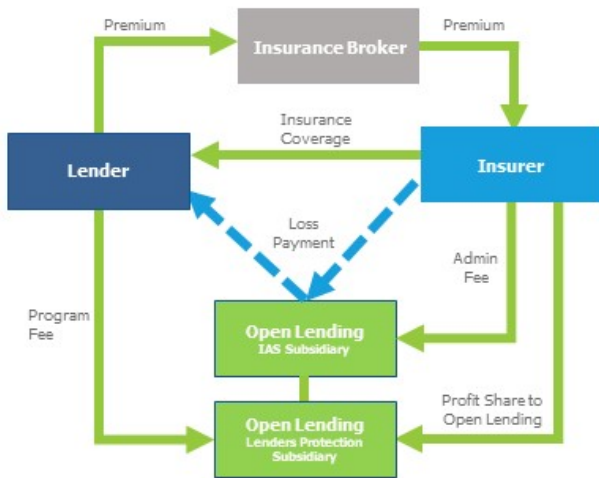 Premium
Insurance Broker
Premium
Insurance
Coverage
Lender
Insurer
Loss
Payment
Admin
Fee
Program
Fee
Open Lending
IAS Subsidiary
Profit Share to
Open Lending
Open Lending
Lenders Protection
Subsidiary